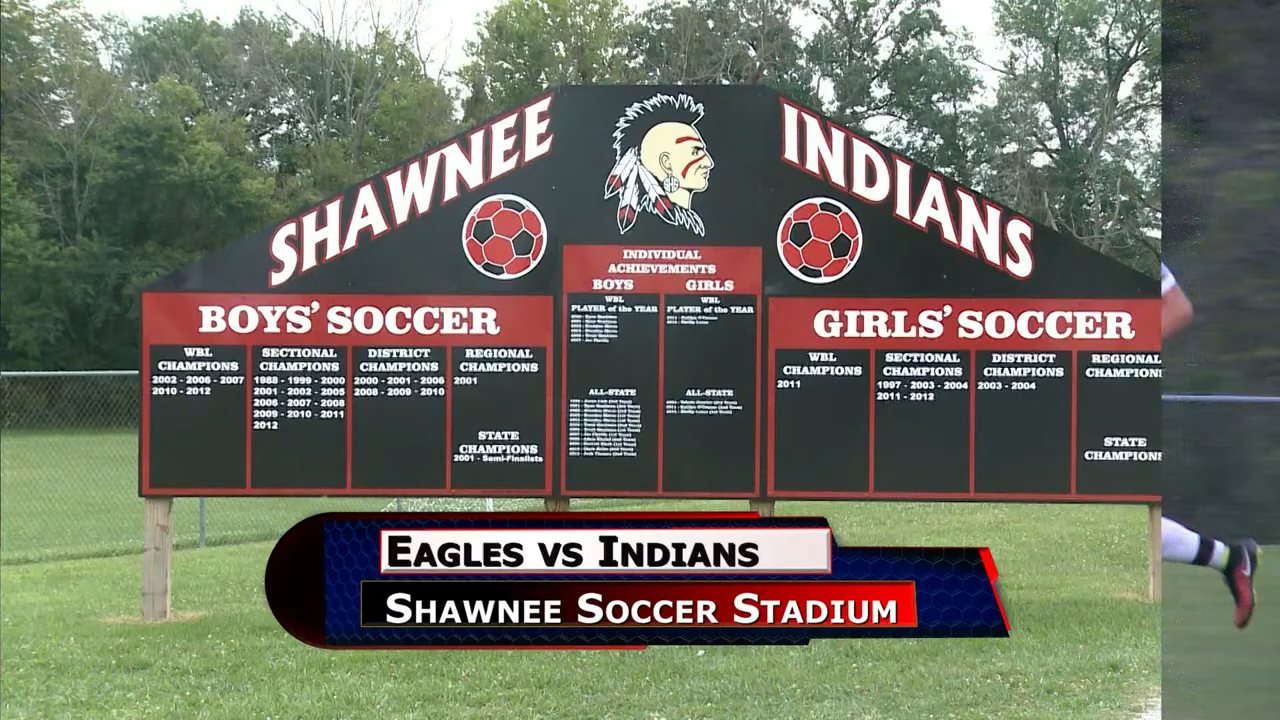 SHAWNEE
INDIANS
INDIVIDUAL
ACHIEVEMENTS
BOYS
GIRLS
WBL
PLAYER of the YEAR
WBL
PLAYER of the YEAR
ALL-STATE
ALL-STATE
BOYS' SOCCER
WBL
CHAMPIONS
2002 - 2006 - 2007
2010 - 2012
SECTIONAL
CHAMPIONS
1988 - 1999 - 2000
2001 - 2002 - 2005
2006 - 2007 - 2008
2009 - 2010 - 2011
2012
DISTRICT
CHAMPIONS
2000 - 2001 - 2006
2008 - 2009 - 2010
REGIONAL
CHAMPIONS
2001
STATE
CHAMPIONS
2001 - Semi-Finalists
GIRLS' SOCCER
WBL
CHAMPIONS
2011
SECTIONAL
CHAMPIONS
1997 - 2003 - 2004
2011 - 2012
DISTRICT
CHAMPIONS
2003 - 2004
REGIONAL
CHAMPIONS
STATE
CHAMPIONS
EAGLES VS INDIANS
SHAWNEE SOCCER STADIUM